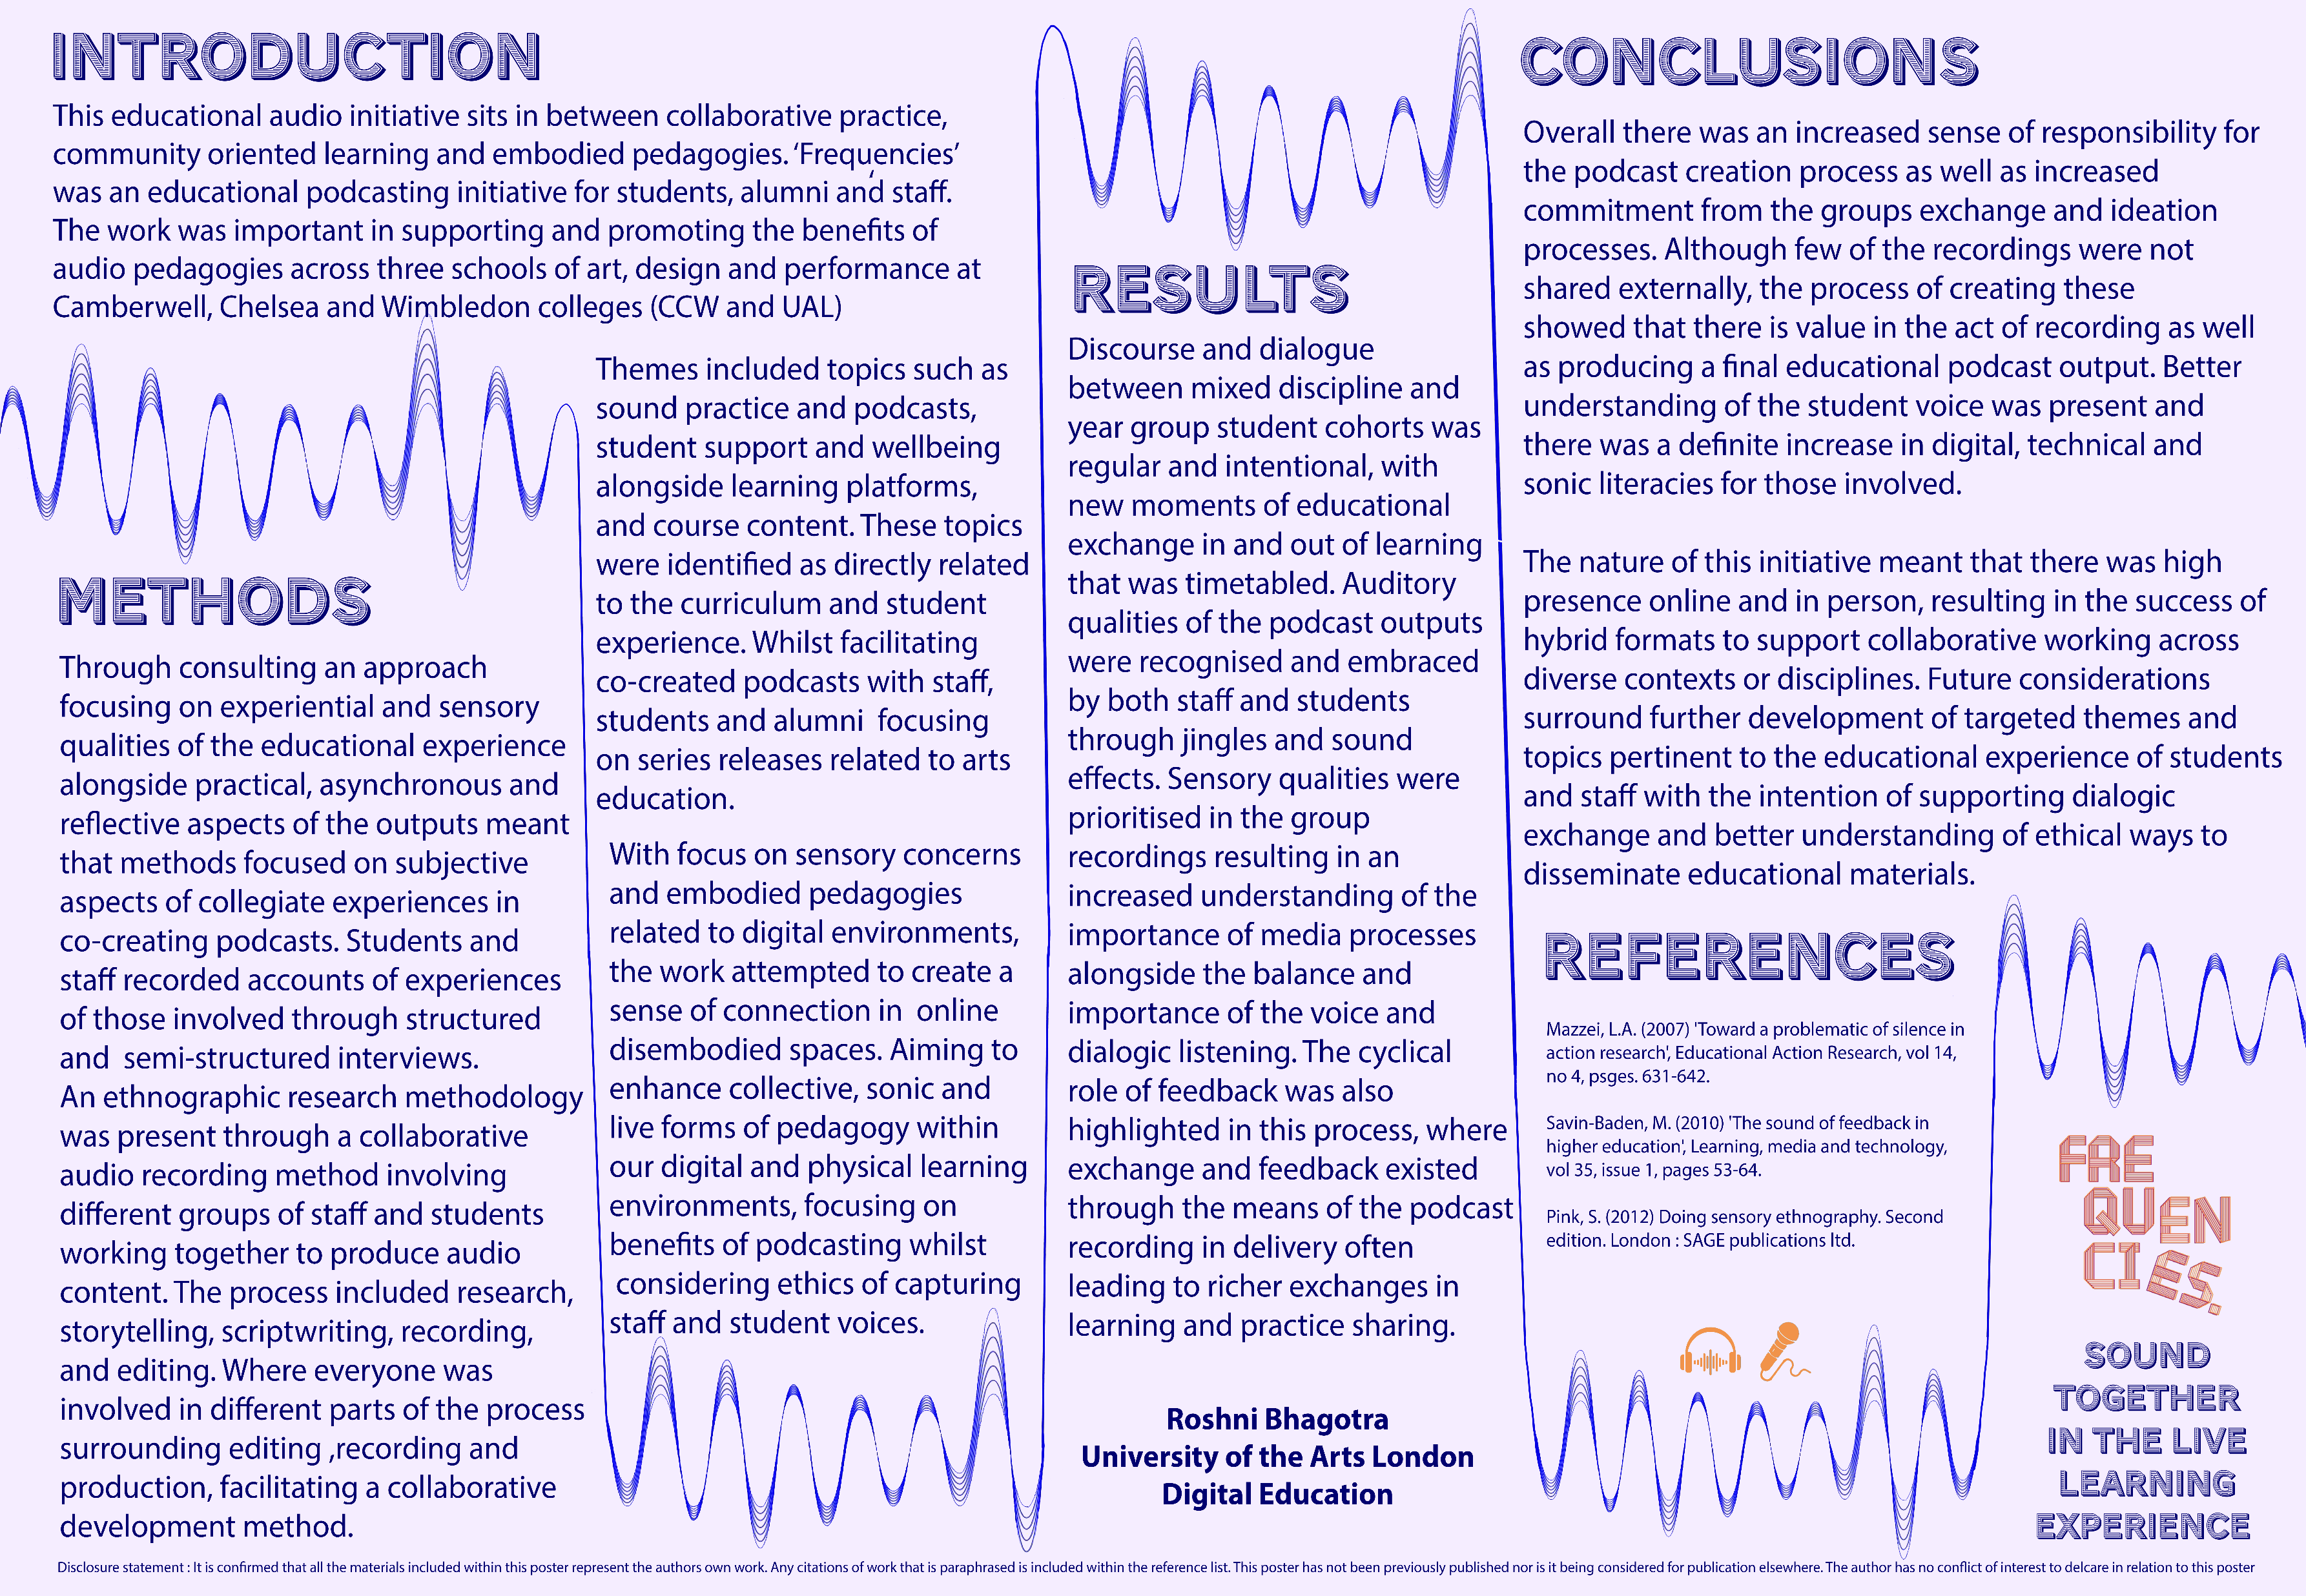 INTRODUCTION
This educational audio initiative sits in between collaborative practice,
community oriented learning and embodied pedagogies. ‘Frequencies’
was an educational podcasting initiative for students, alumni and staff.
The work was important in supporting and promoting the benefits of
audio pedagogies across three schools of art, design and performance at
Camberwell, Chelsea and Wimbledon colleges (CCW and UAL)
METHODS
Through consulting an approach
focusing on experiential and sensory
qualities of the educational experience
alongside practical, asynchronous and
reflective aspects of the outputs meant
that methods focused on subjective
aspects of collegiate experiences in
co-creating podcasts. Students and
staff recorded accounts of experiences
of those involved through structured
and  semi-structured interviews.
An ethnographic research methodology
was present through a collaborative
audio recording method involving
different groups of staff and students
working together to produce audio
content. The process included research,
storytelling, scriptwriting, recording,
and editing. Where everyone was
involved in different parts of the process
surrounding editing ,recording and
production, facilitating a collaborative
development method.
Themes included topics such as
sound practice and podcasts,
student support and wellbeing
alongside learning platforms,
and course content. These topics
were identified as directly related
to the curriculum and student
experience. Whilst facilitating
co-created podcasts with staff,
students and alumni  focusing
on series releases related to arts
education.
With focus on sensory concerns
and embodied pedagogies
related to digital environments,
the work attempted to create a
sense of connection in  online
disembodied spaces. Aiming to
enhance collective, sonic and
live forms of pedagogy within
our digital and physical learning
environments, focusing on
benefits of podcasting whilst
considering ethics of capturing
staff and student voices.
RESULTS
Discourse and dialogue
between mixed discipline and
year group student cohorts was
regular and intentional, with
new moments of educational
exchange in and out of learning
that was timetabled. Auditory
qualities of the podcast outputs
were recognised and embraced
by both staff and students
through jingles and sound
effects. Sensory qualities were
prioritised in the group
recordings resulting in an
increased understanding of the
importance of media processes
alongside the balance and
importance of the voice and
dialogic listening. The cyclical
role of feedback was also
highlighted in this process, where
exchange and feedback existed
through the means of the podcast
recording in delivery often
leading to richer exchanges in
learning and practice sharing.
Roshni Bhagotra
University of the Arts London
Digital Education
CONCLUSIONS
Overall there was an increased sense of responsibility for
the podcast creation process as well as increased
commitment from the groups exchange and ideation
processes. Although few of the recordings were not
shared externally, the process of creating these
showed that there is value in the act of recording as well
as producing a final educational podcast output. Better
understanding of the student voice was present and
there was a definite increase in digital, technical and
sonic literacies for those involved.
The nature of this initiative meant that there was high
presence online and in person, resulting in the success of
hybrid formats to support collaborative working across
diverse contexts or disciplines. Future considerations
surround further development of targeted themes and
topics pertinent to the educational experience of students
and staff with the intention of supporting dialogic
exchange and better understanding of ethical ways to
disseminate educational materials.
REFERENCES
Mazzei, L.A. (2007) 'Toward a problematic of silence in
action research', Educational Action Research, vol 14,
no 4, psges. 631-642.
Savin-Baden, M. (2010) 'The sound of feedback in
higher education', Learning, media and technology,
vol 35, issue 1, pages 53-64.
Pink, S. (2012) Doing sensory ethnography. Second
edition. London : SAGE publications ltd.
FRE
QUEN
CIES.
SOUND
TOGETHER
IN THE LIVE
LEARNING
EXPERIENCE
Disclosure statement : It is confirmed that all the materials included within this poster represent the authors own work. Any citations of work that is paraphrased is included within the reference list. This poster has not been previously published nor is it being considered for publication elsewhere. The author has no conflict of interest to delcare in relation to this poster